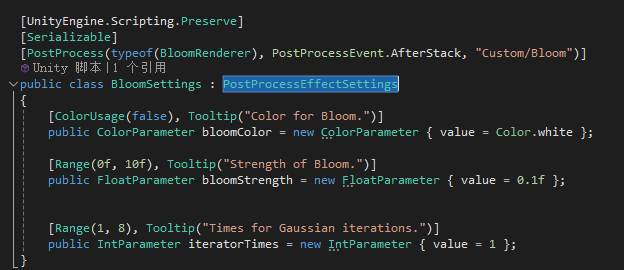 [UnityEngine.Scripting.Preserve]
[Serializable]
[PostProcess(typeof(BloomRenderer), PostProcessEvent.AfterStack, "Custom/Bloom")]
Unity 脚本|1 个引用
public class BloomSettings : PostProcessEffectSettings
{
[ColorUsage(false), Tooltip("Color for Bloom.")]
public ColorParameter bloomColor = new ColorParameter { value = Color.white };
[Range(0f, 10f), Tooltip("Strength of Bloom.")]
public FloatParameter bloomStrength = new FloatParameter { value = 0.1f };
[Range(1, 8), Tooltip("Times for Gaussian iterations.")]
public IntParameter iteratorTimes = new IntParameter { value = 1 };
}